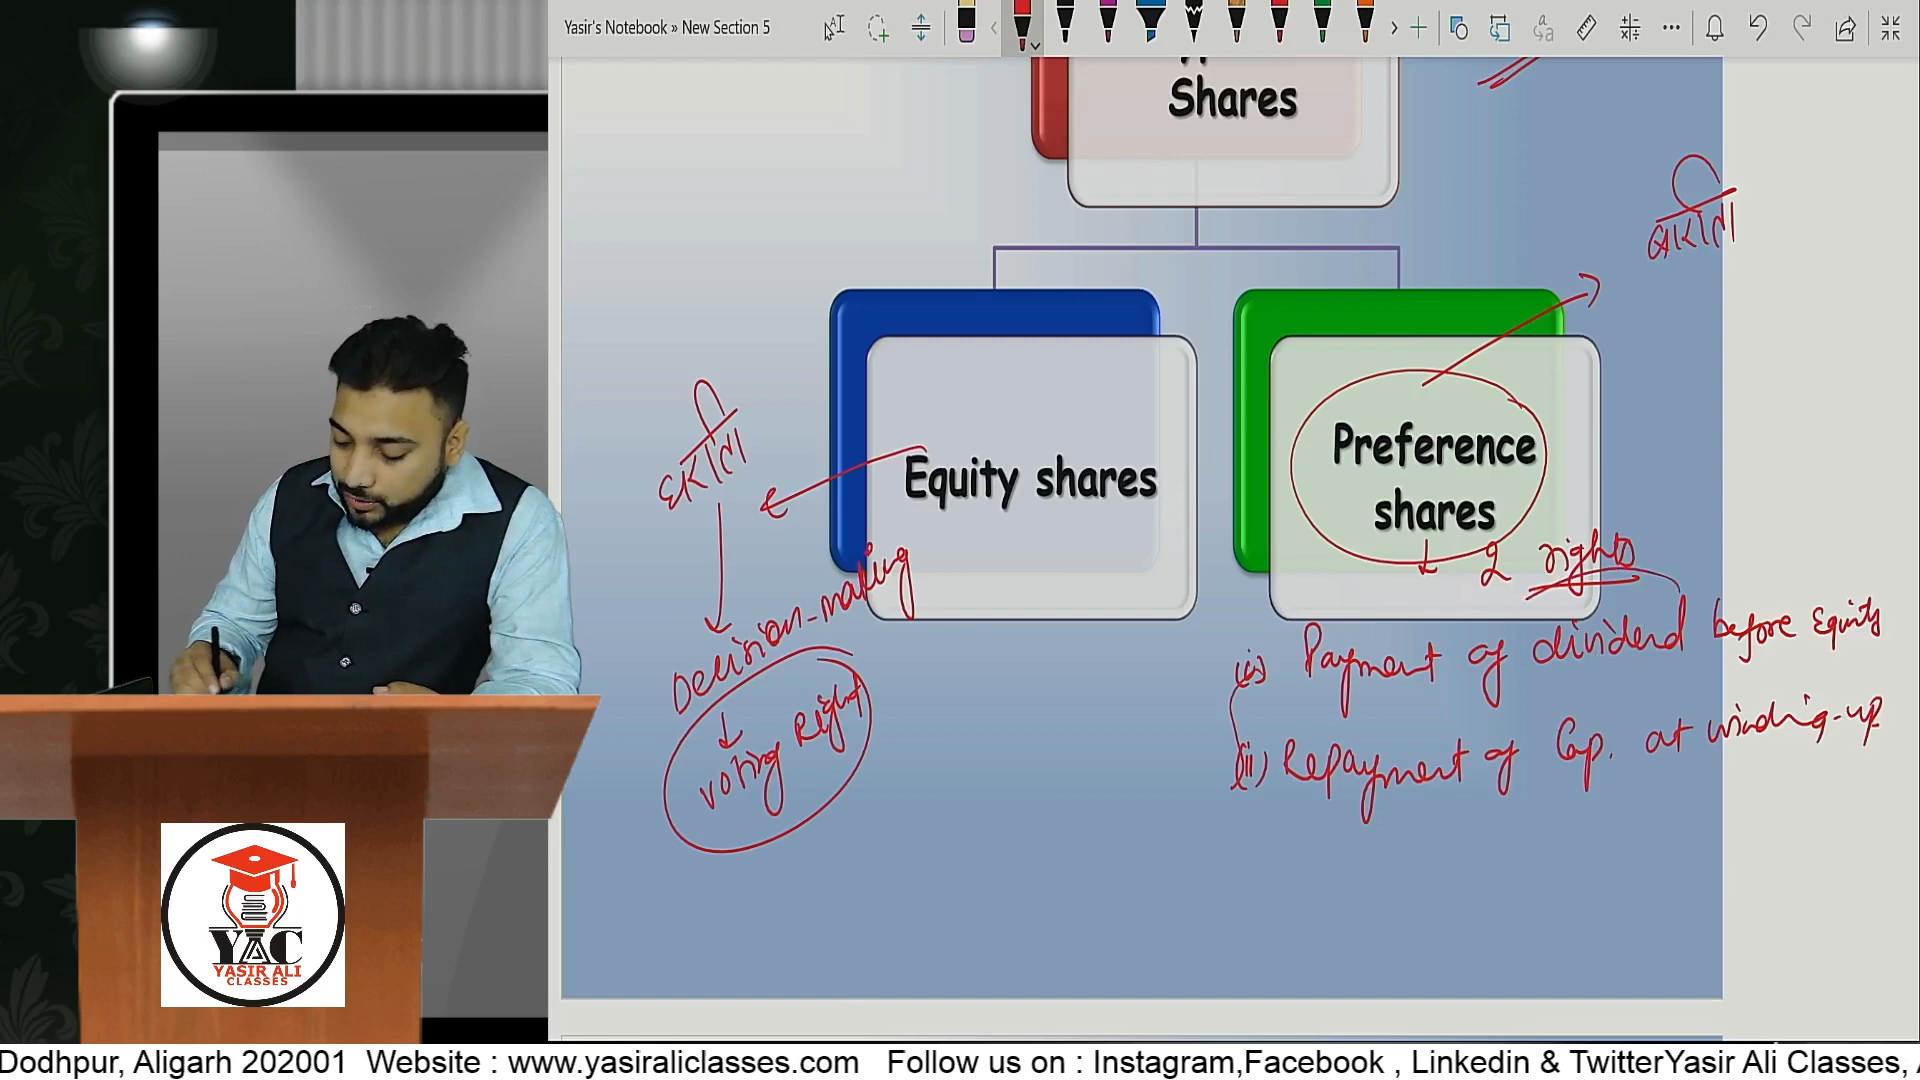 Yasir's Notebook » New Section 5
Shares
बाराती
घराती
Equity shares
Preference
shares
2 rights
Decision-making
voting Right
(i) Payment of dividend before Equity
(ii) Repayment of Cap. at winding-up
YAC
YASIR ALI
CLASSES
Dodhpur, Aligarh 202001 Website : www.yasiraliclasses.com Follow us on : Instagram,Facebook , Linkedin & TwitterYasir Ali Classes,